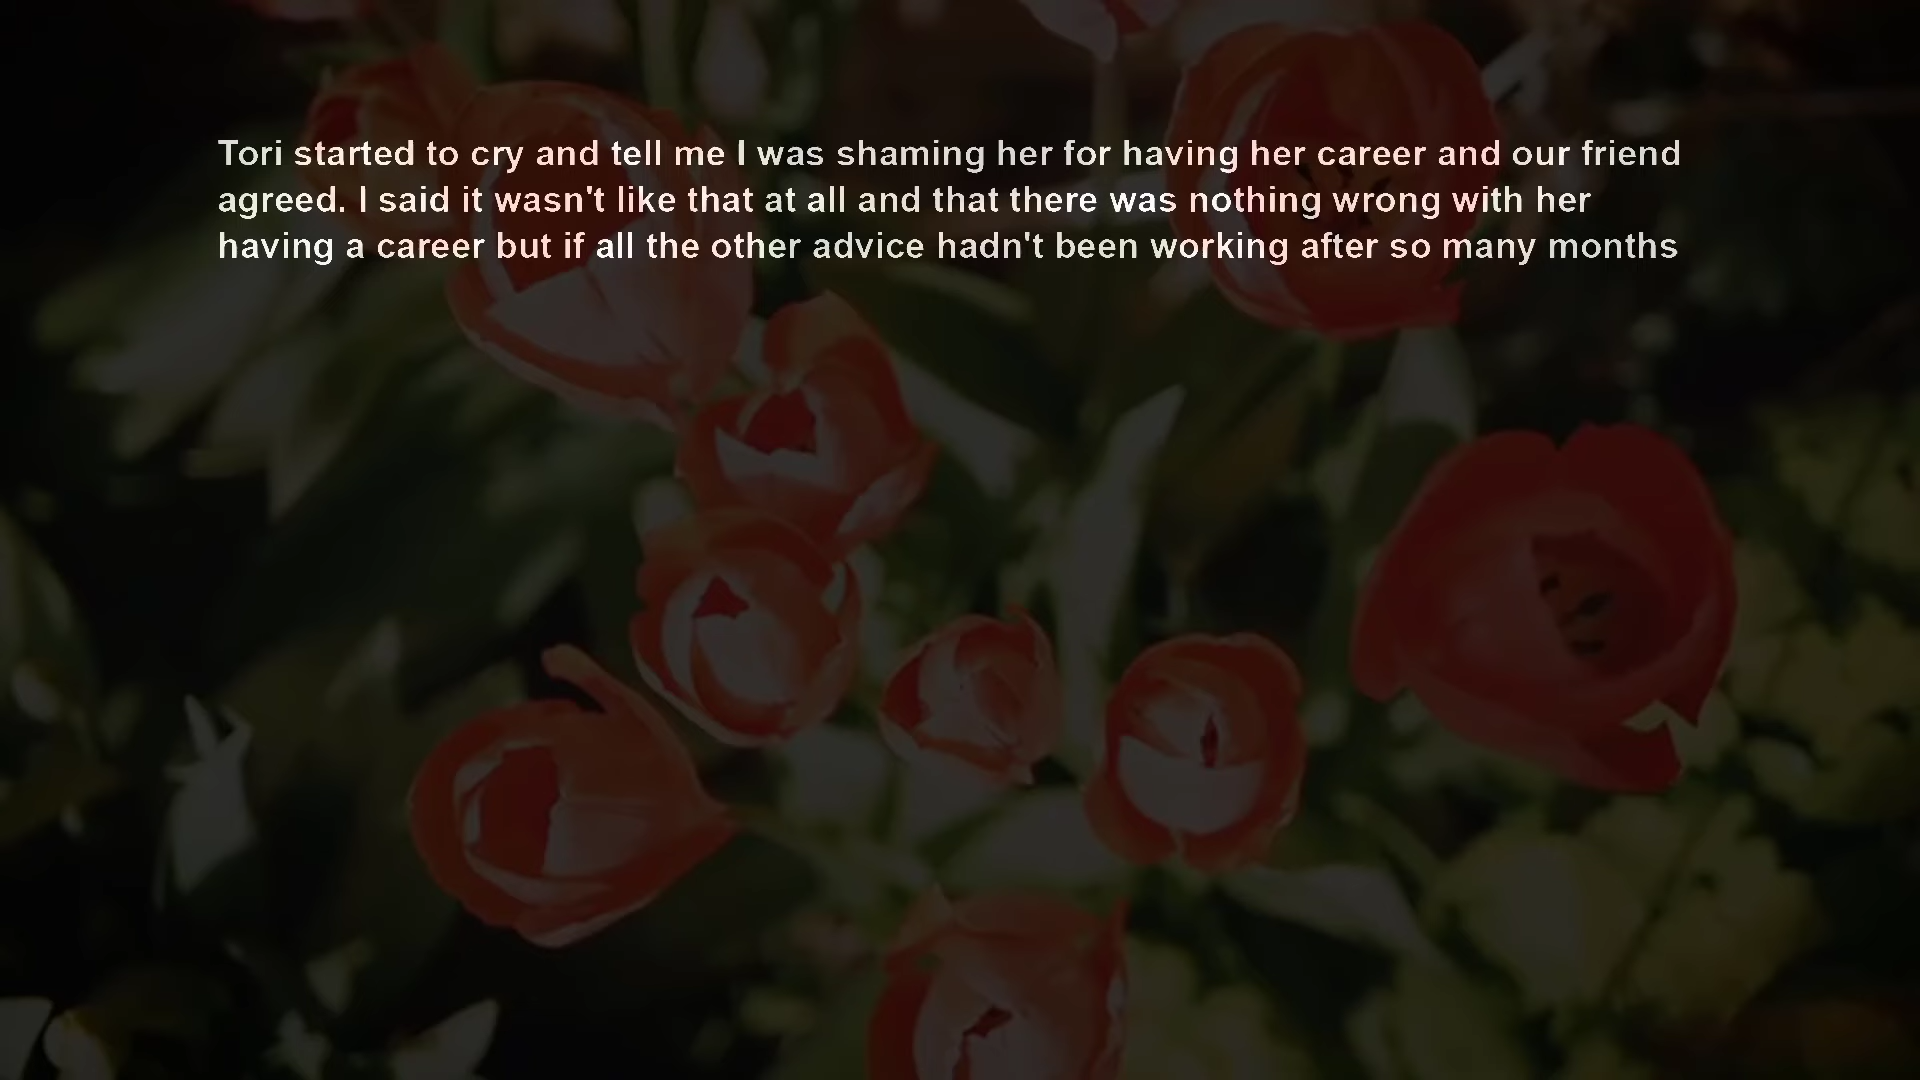 Tori started to cry and tell me I was shaming her for having her career and our friend
agreed. I said it wasn't like that at all and that there was nothing wrong with her
having a career but if all the other advice hadn't been working after so many months